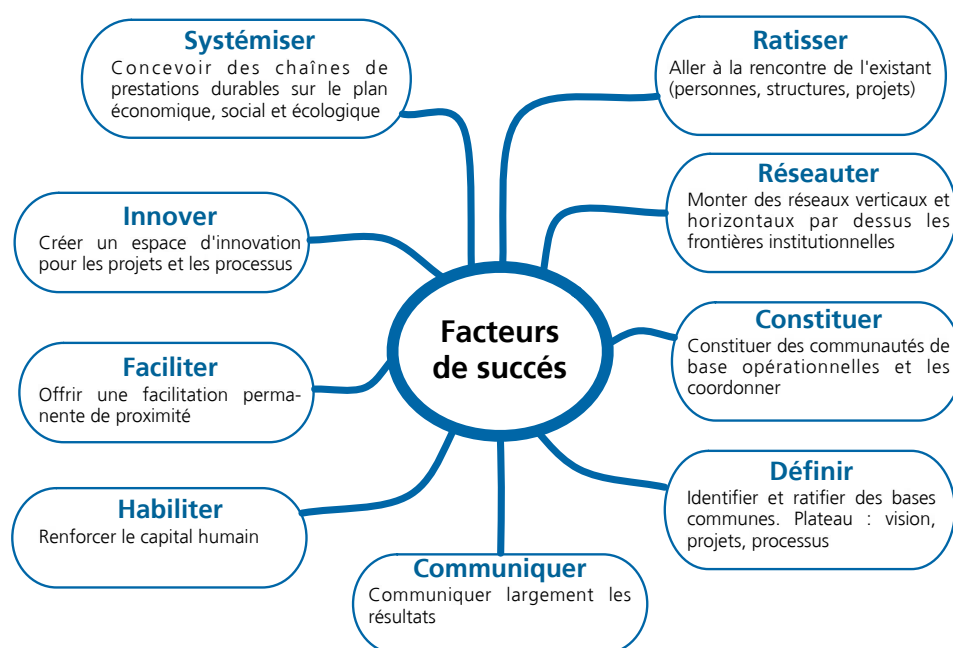 Systémiser
Concevoir des chaînes de
prestations durables sur le plan
économique, social et écologique
Ratisser
Aller à la rencontre de l'existant
(personnes, structures, projets)
Innover
Créer un espace d'innovation
pour les projets et les processus
Réseauter
Monter des réseaux verticaux et
horizontaux par dessus les
frontières institutionnelles
Facteurs
de succés
Faciliter
Offrir une facilitation perma-
nente de proximité
Constituer
Constituer des communautés de
base opérationnelles et les
coordonner
Habiliter
Renforcer le capital humain
Définir
Identifier et ratifier des bases
communes. Plateau : vision,
projets, processus
Communiquer
Communiquer largement les
résultats